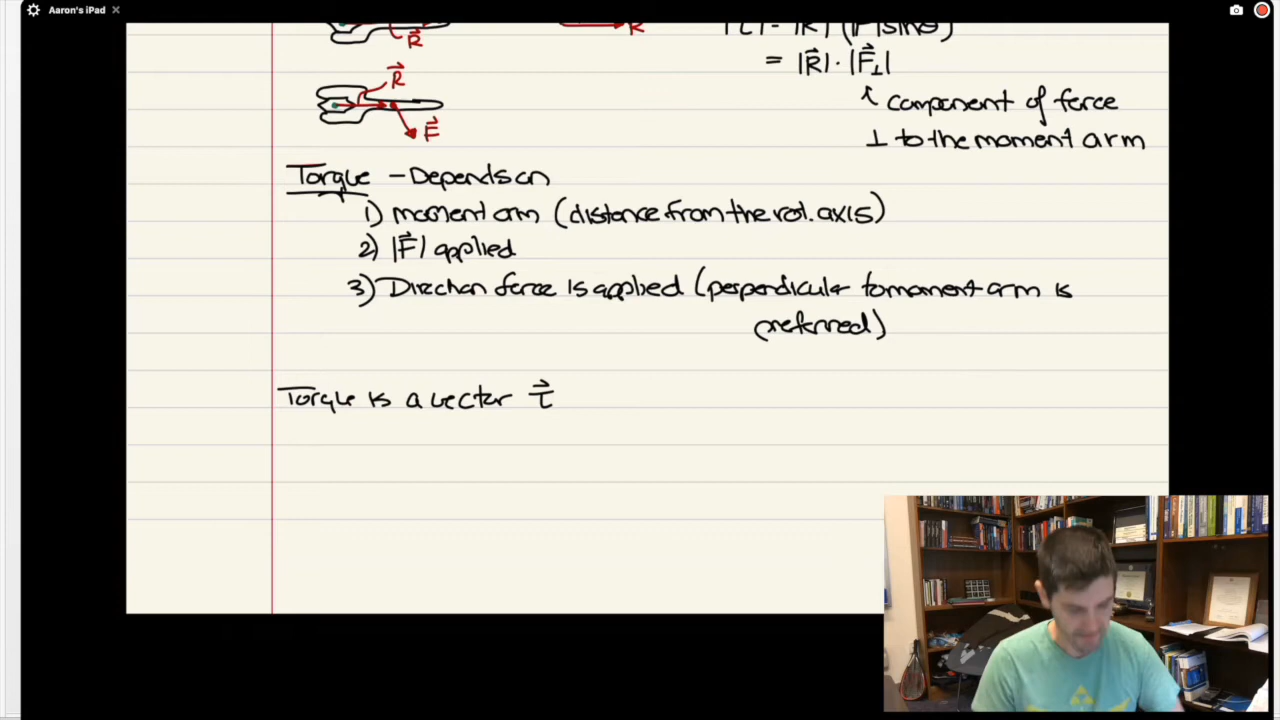 Aaron's iPad
R
R
|τ| = |R| (|F|sinθ)
= |R⃗| · |F⃗⊥|
R⃗
↑ component of force
F⃗
⊥ to the moment arm
Torque - Depends on
1) moment arm (distance from the rot. axis)
2) |F⃗| applied
3) Direction force is applied (perpendicular to moment arm is
preferred)
Torque is a vector τ⃗